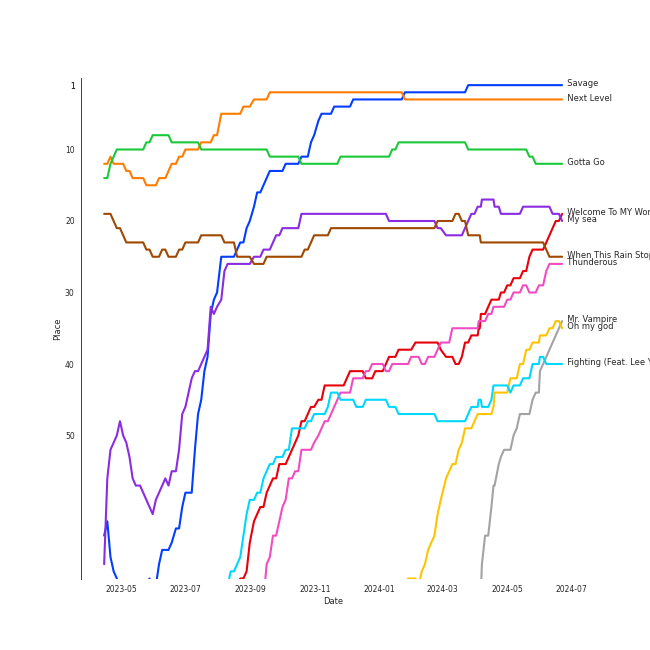 Savage
1
Next Level
10
Gotta Go
Welcome To MY Wor
20
My sea
When This Rain Stop
Thunderous
30
Mr. Vampire
Oh my god
Place
40
Fighting (Feat. Lee Y
50
2023-05
2023-07
2023-09
2023-11
2024-01
2024-03
2024-05
2024-07
Date